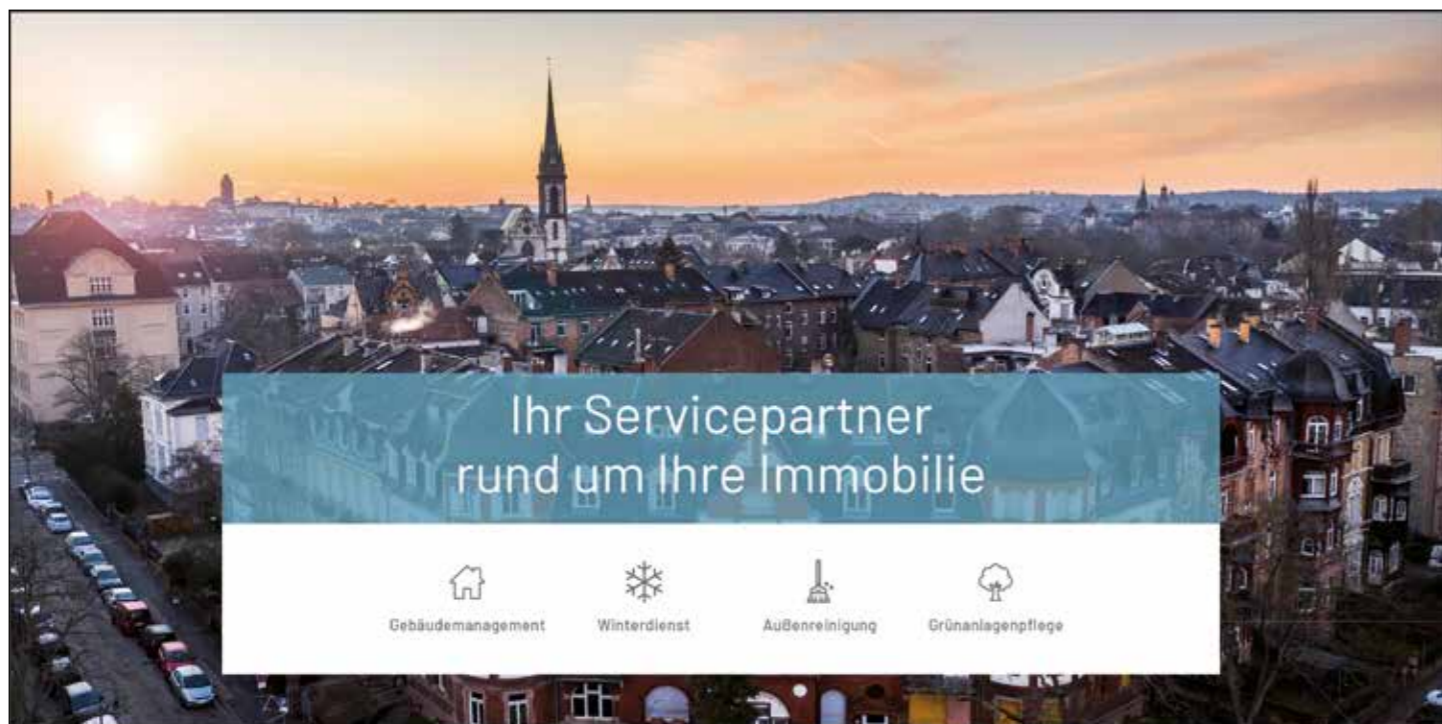 Ihr Servicepartner
rund um Ihre Immobilie
Gebäudemanagement
Winterdienst
Außenreinigung
Grünanlagenpflege